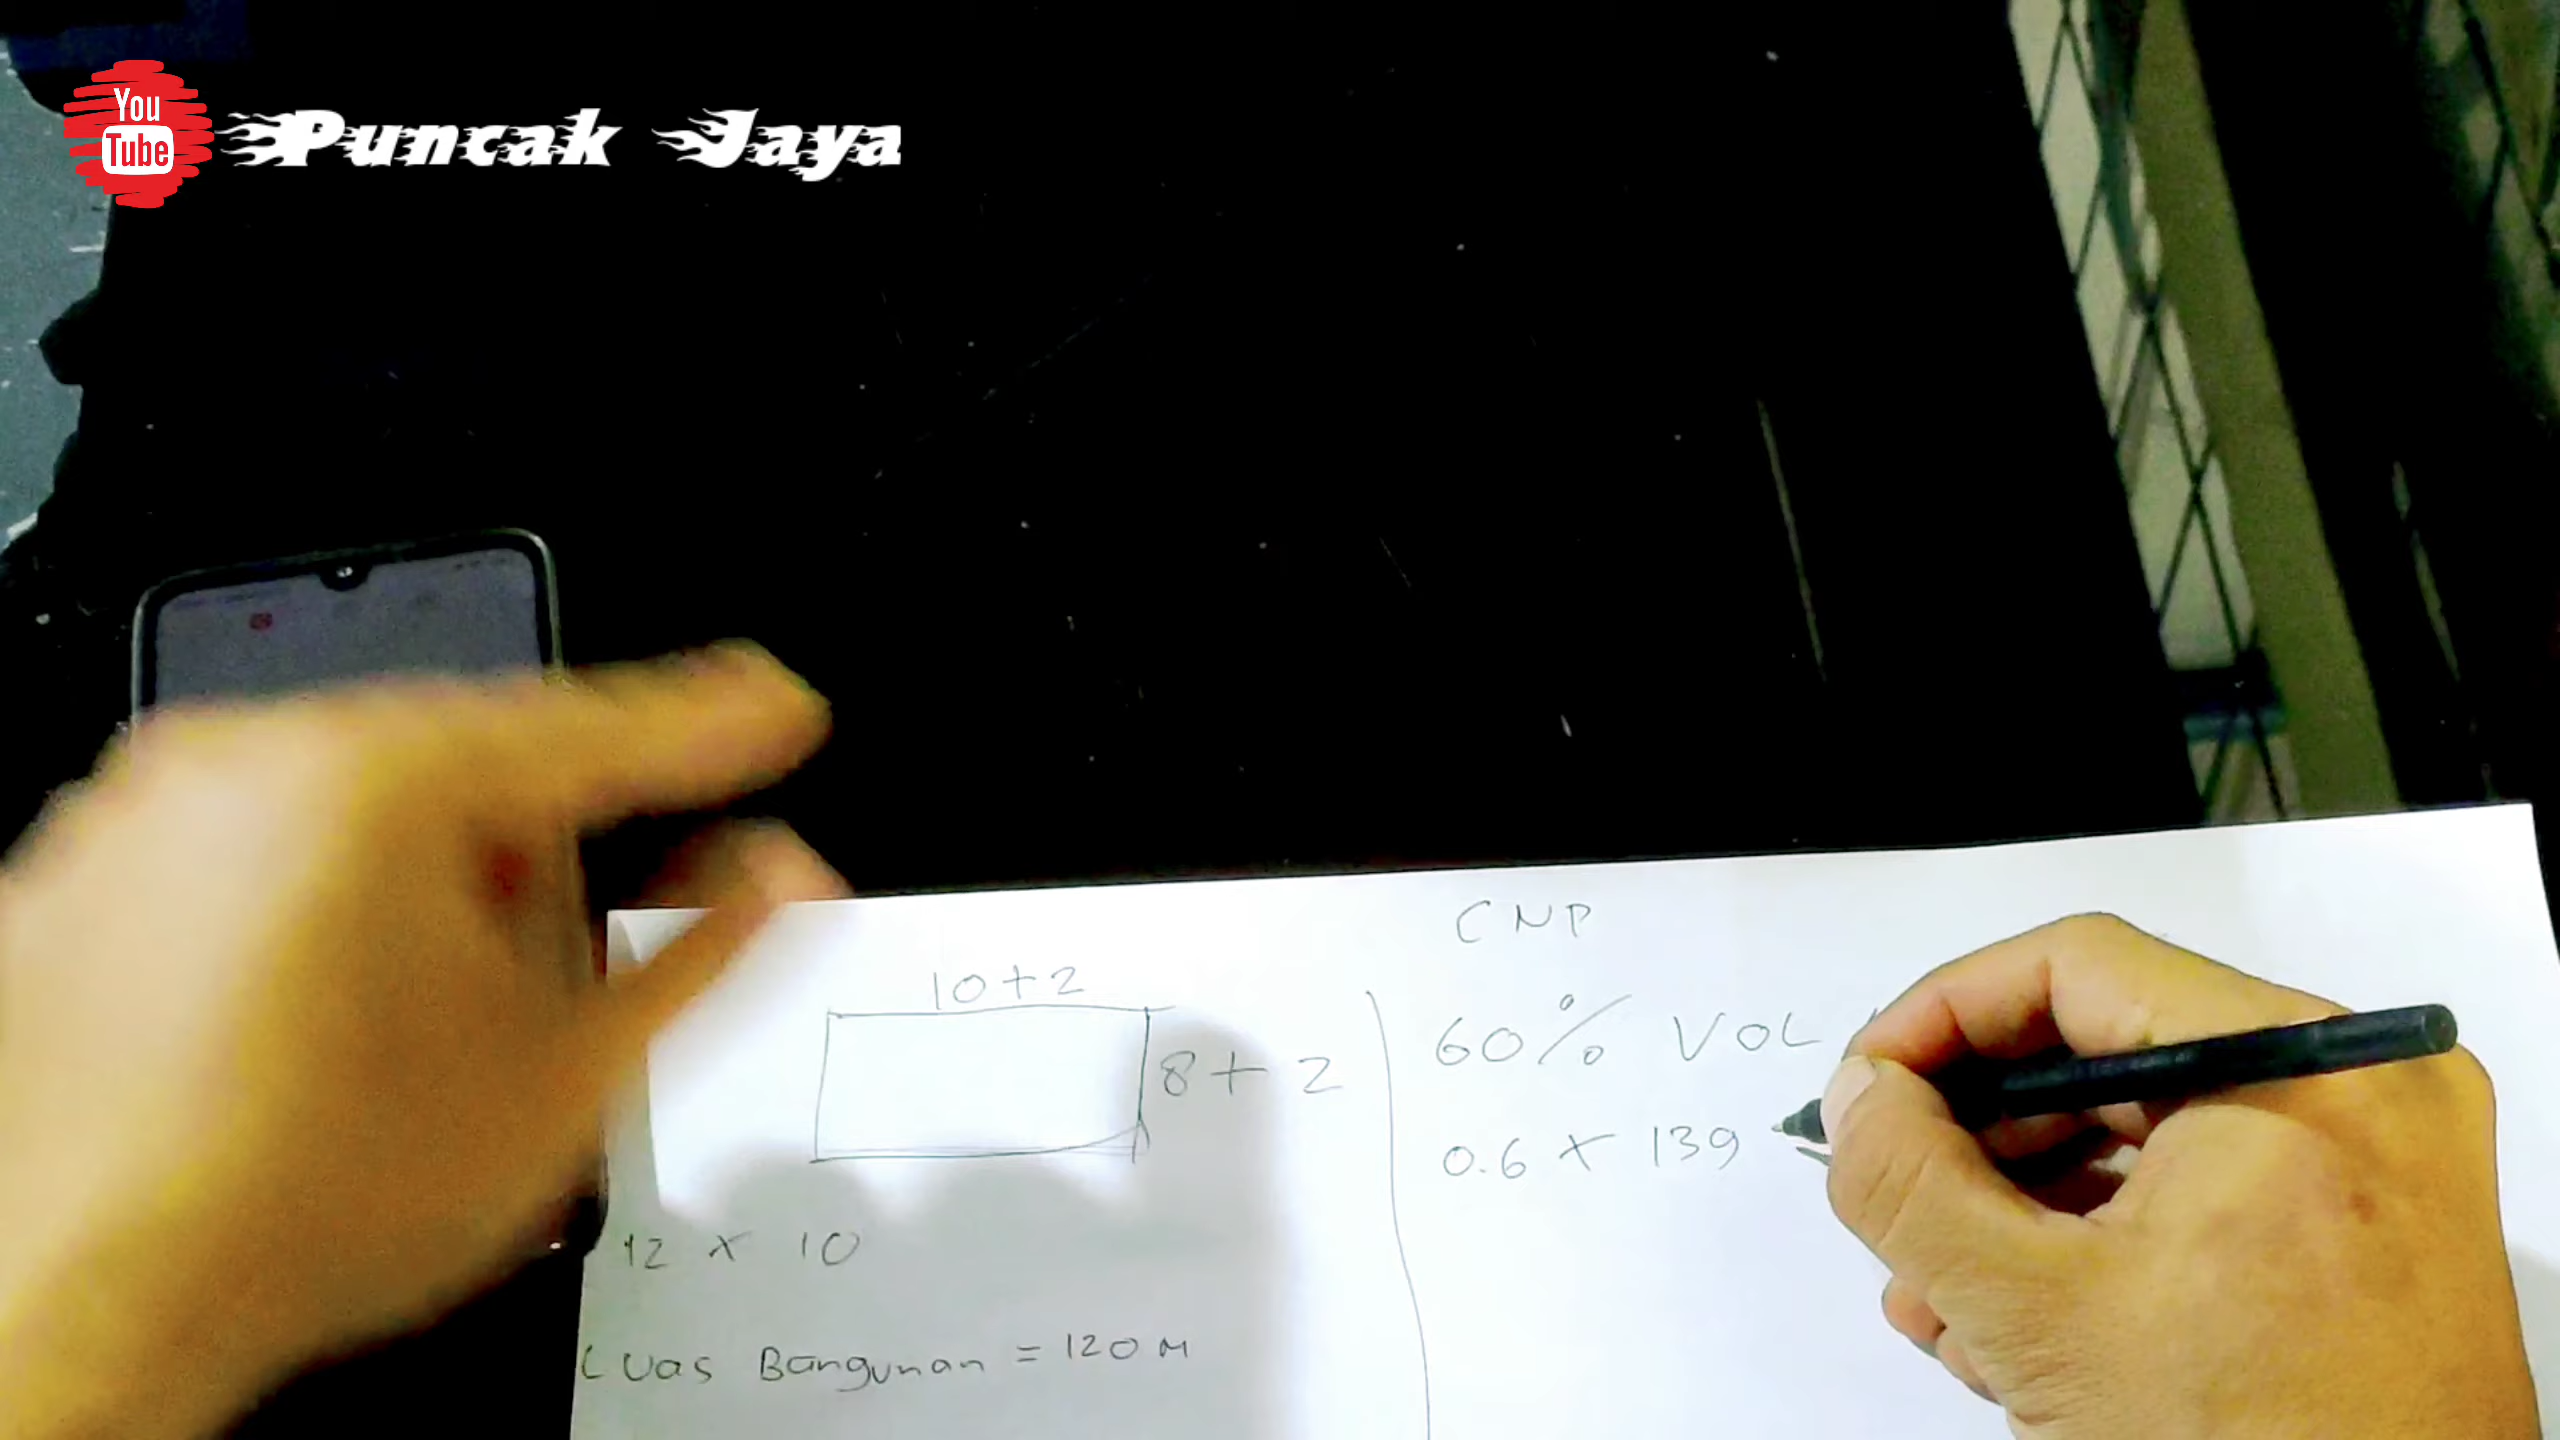 You
Tube
Puncak Jaya
CNP
10+2
8+2
60% VOL
0.6 x 139
12 x 10
Luas Bangunan = 120 M